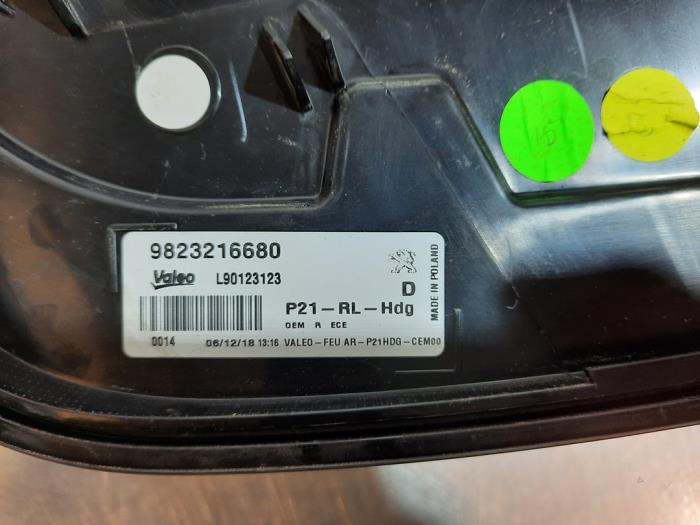 9823216680
Valeo L90123123
D
P21-RL-Hdg
OEM R ECE
0014 06/12/18 13:16 VALEO-FEU AR-P21HDG-CEM00
MADE IN POLAND
15